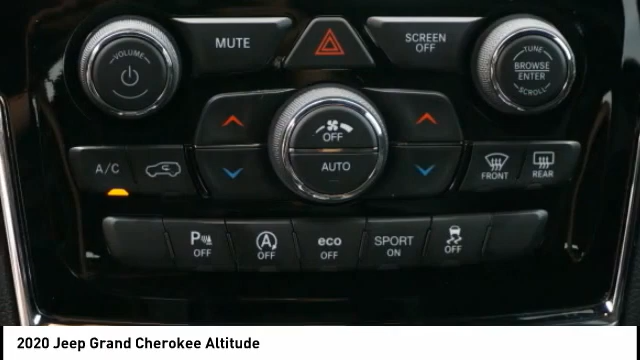 VOLUME
MUTE
SCREEN
OFF
TUNE
BROWSE
ENTER
SCROLL
OFF
AUTO
A/C
FRONT
REAR
P
OFF
A
OFF
eco
OFF
SPORT
ON
OFF
2020 Jeep Grand Cherokee Altitude